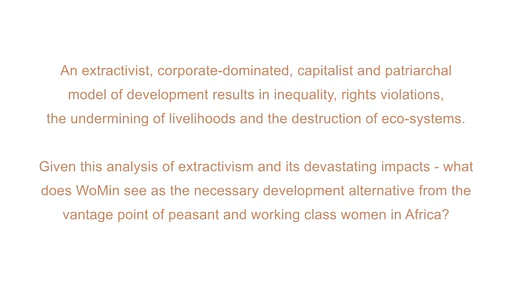 An extractivist, corporate-dominated, capitalist and patriarchal
model of development results in inequality, rights violations,
the undermining of livelihoods and the destruction of eco-systems.
Given this analysis of extractivism and its devastating impacts - what
does WoMin see as the necessary development alternative from the
vantage point of peasant and working class women in Africa?